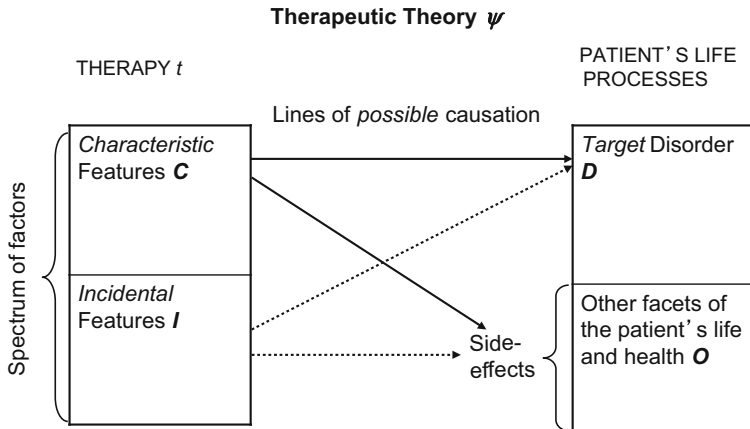 Therapeutic Theory ψ
THERAPY t
PATIENT'S LIFE
PROCESSES
Lines of possible causation
Spectrum of factors
Characteristic
Features C
Target Disorder
D
Incidental
Features I
Side-
effects
Other facets of
the patient's life
and health O